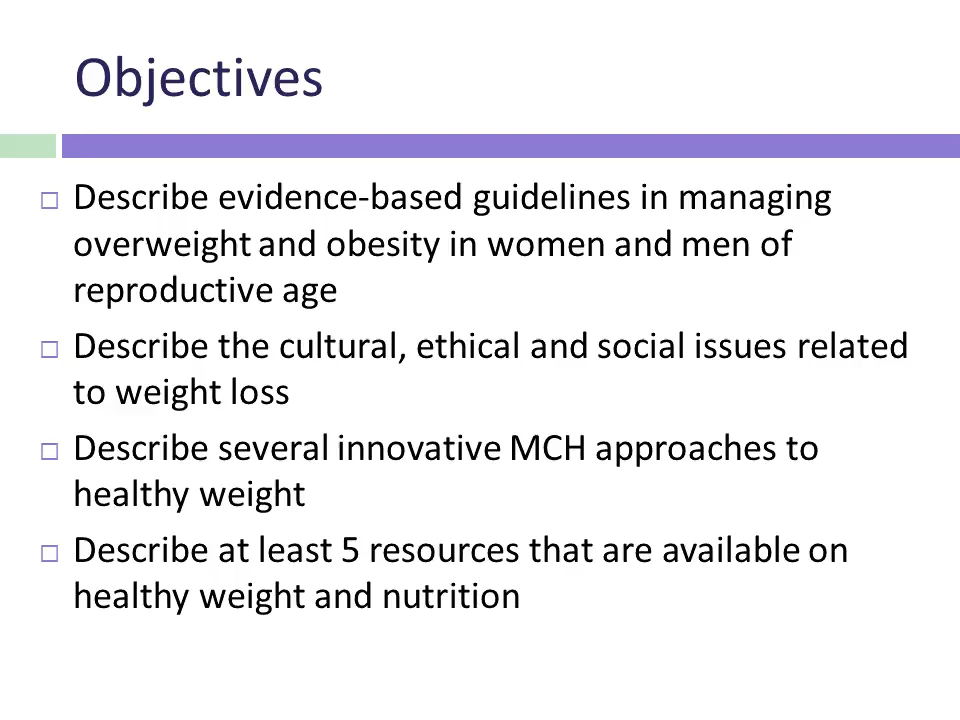 Objectives
Describe evidence-based guidelines in managing
overweight and obesity in women and men of
reproductive age
Describe the cultural, ethical and social issues related
to weight loss
Describe several innovative MCH approaches to
healthy weight
Describe at least 5 resources that are available on
healthy weight and nutrition